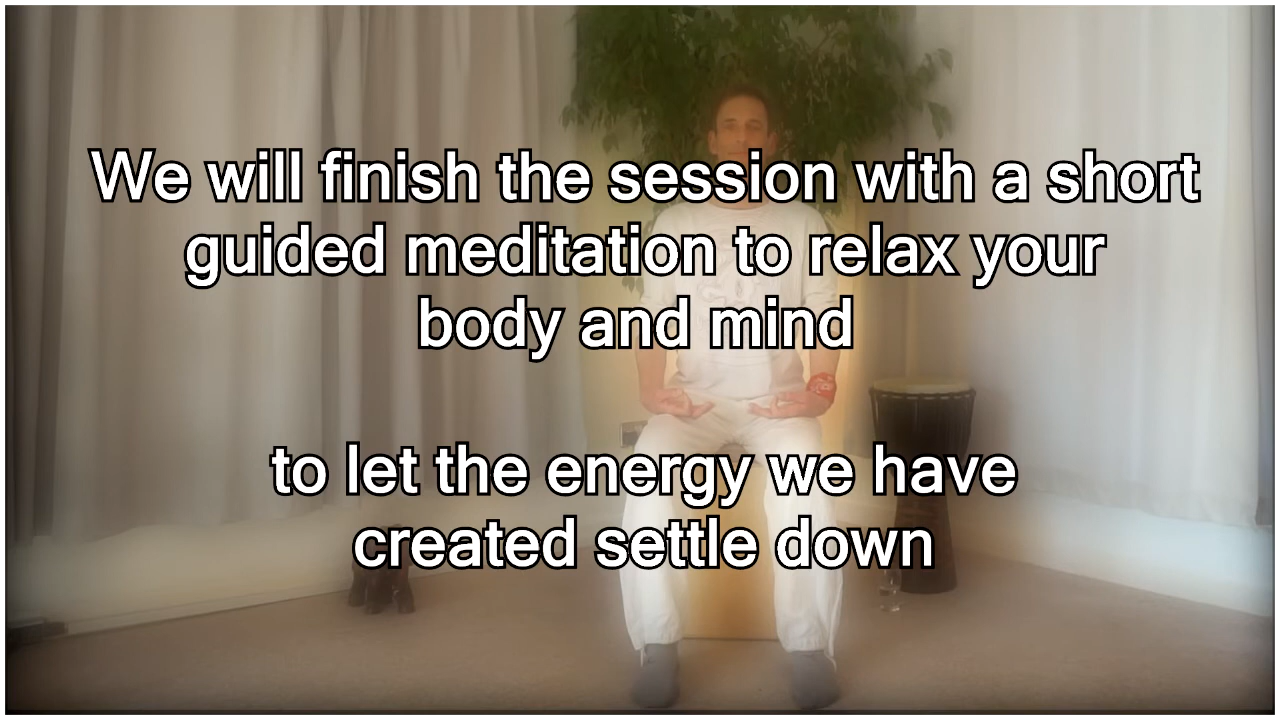 We will finish the session with a short
guided meditation to relax your
body and mind
to let the energy we have
created settle down